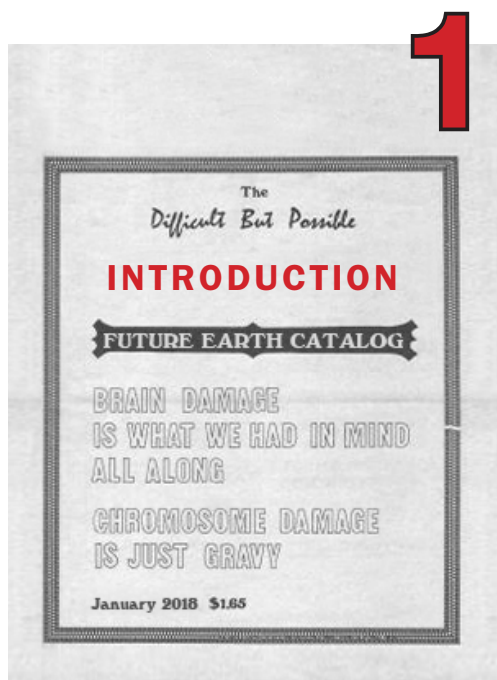 1
The
Difficult But Possible
INTRODUCTION
FUTURE EARTH CATALOG
BRAIN DAMAGE
IS WHAT WE HAD IN MIND
ALL ALONG
CHROMOSOME DAMAGE
IS JUST GRAVY
January 2018 $1.65